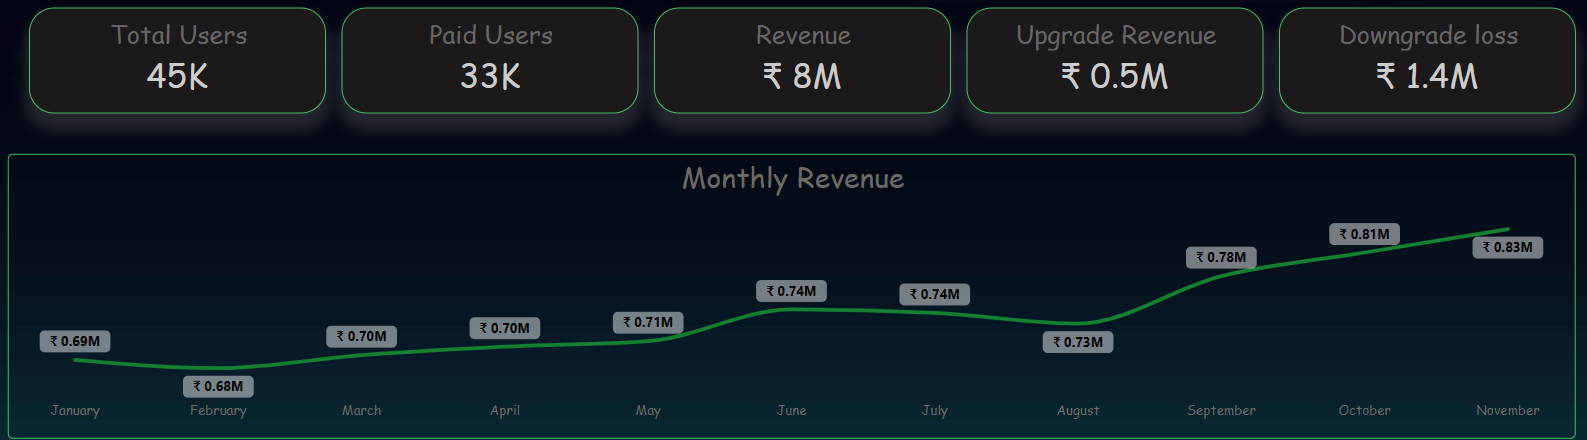 Total Users
45K
Paid Users
33K
Revenue
₹ 8M
Upgrade Revenue
₹ 0.5M
Downgrade loss
₹ 1.4M
Monthly Revenue
₹ 0.69M
₹ 0.68M
₹ 0.70M
₹ 0.70M
₹ 0.71M
₹ 0.74M
₹ 0.74M
₹ 0.73M
₹ 0.78M
₹ 0.81M
₹ 0.83M
January
February
March
April
May
June
July
August
September
October
November